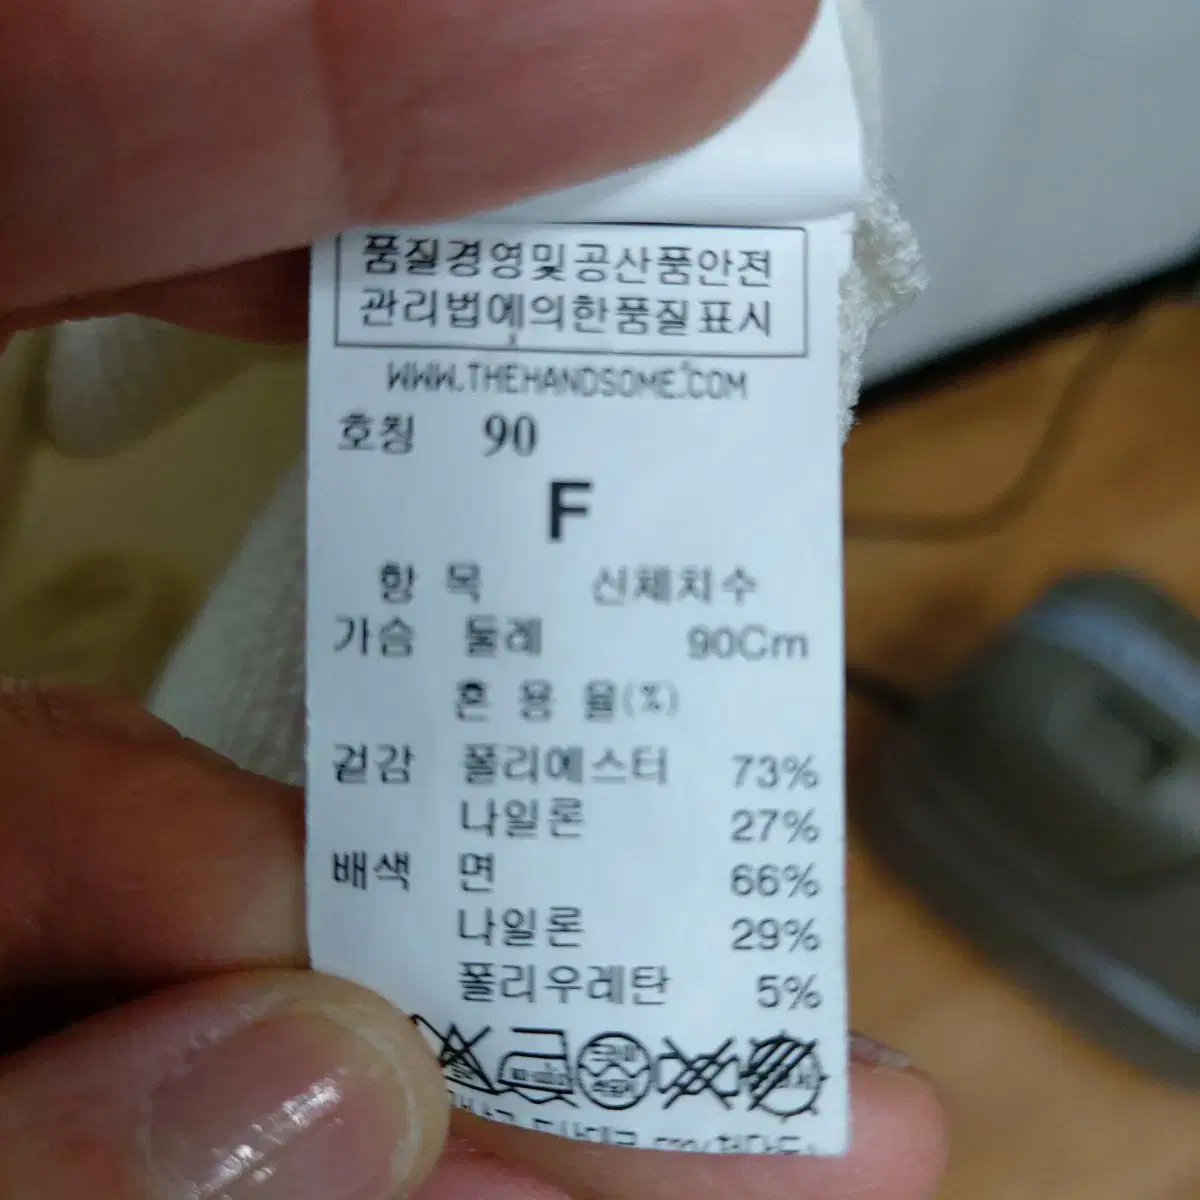 품질경영및공산품안전
관리법에의한품질표시
WWW.THEHANDSOME.COM
호칭 90
F
항 목 신체치수
가슴 둘레 90Cm
혼 용 율(%)
겉감 폴리에스터 73%
나일론 27%
배색 면 66%
나일론 29%
폴리우레탄 5%
드라이